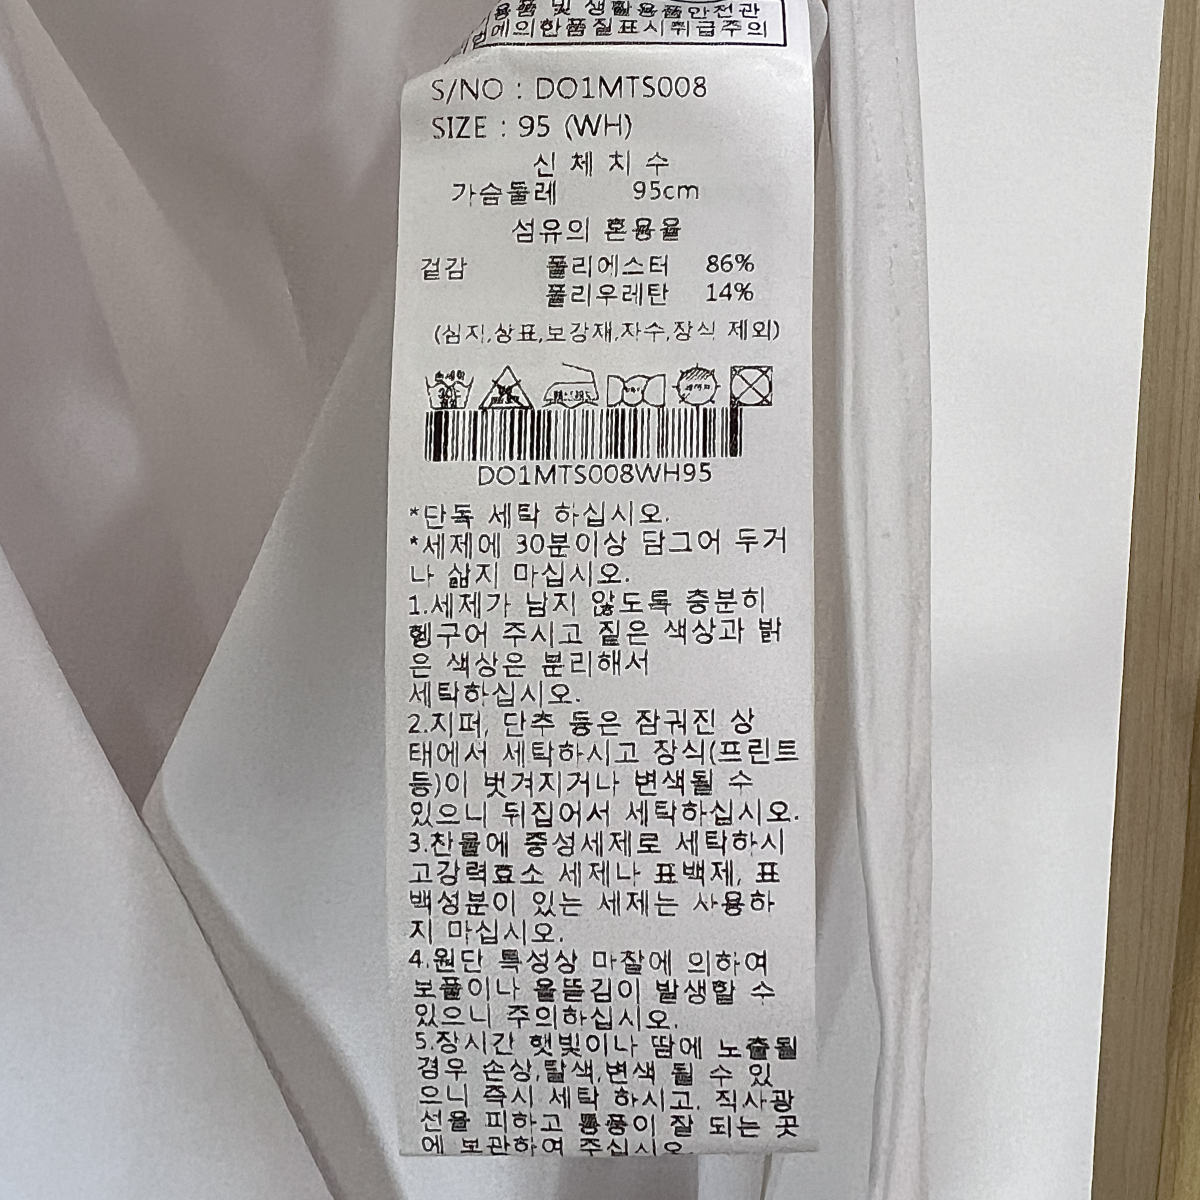 용품 및 생활용품안전관
에의한품질표시취급주의
S/NO : DO1MTS008
SIZE : 95 (WH)
신 체 치 수
가슴둘레 95cm
섬유의 혼용율
겉감 폴리에스터 86%
폴리우레탄 14%
(심지,상표,보강재,자수,장식 제외)
DO1MTS008WH95
*단독 세탁 하십시오.
*세제에 30분이상 담그어 두거
나 삶지 마십시오.
1.세제가 남지 않도록 충분히
헹구어 주시고 짙은 색상과 밝
은 색상은 분리해서
세탁하십시오.
2.지퍼, 단추 등은 잠궈진 상
태에서 세탁하시고 장식(프린트
등)이 벗겨지거나 변색될 수
있으니 뒤집어서 세탁하십시오.
3.찬물에 중성세제로 세탁하시
고강력효소 세제나 표백제, 표
백성분이 있는 세제는 사용하
지 마십시오.
4.원단 특성상 마찰에 의하여
보풀이나 올뜯김이 발생할 수
있으니 주의하십시오.
5.장시간 햇빛이나 땀에 노출될
경우 손상,탈색,변색 될 수 있
으니 즉시 세탁 하시고. 직사광
선을 피하고 통풍이 잘 되는 곳
에 보관하여 주십시오.